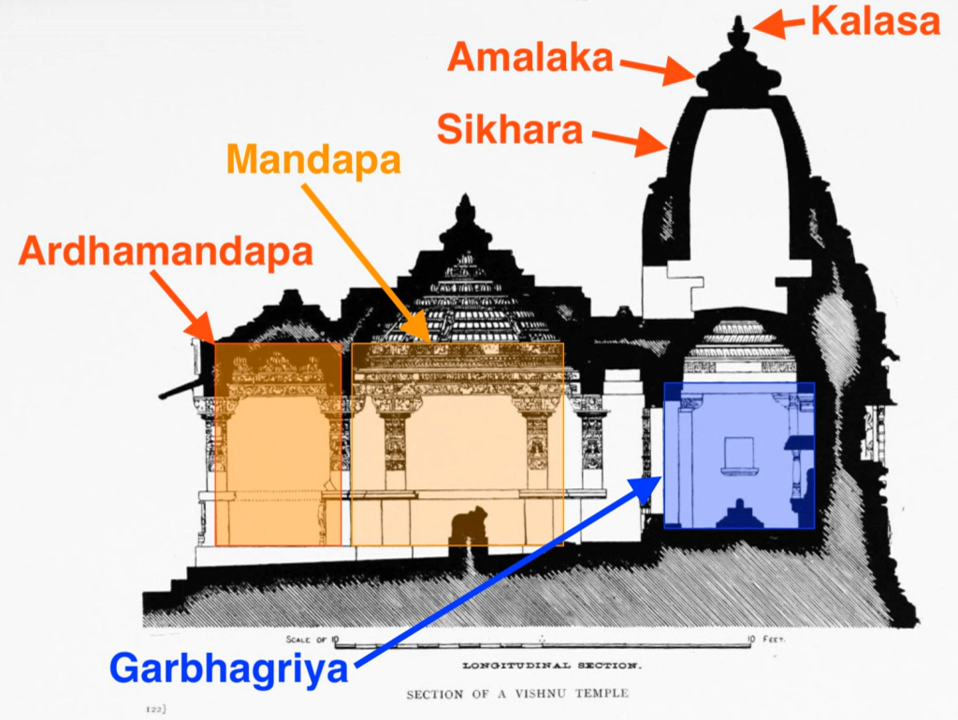 Kalasa
Amalaka
Sikhara
Mandapa
Ardhamandapa
SCALE OF 10
10 FEET.
LONGITUDINAL SECTION.
Garbhagriya
SECTION OF A VISHNU TEMPLE
122]